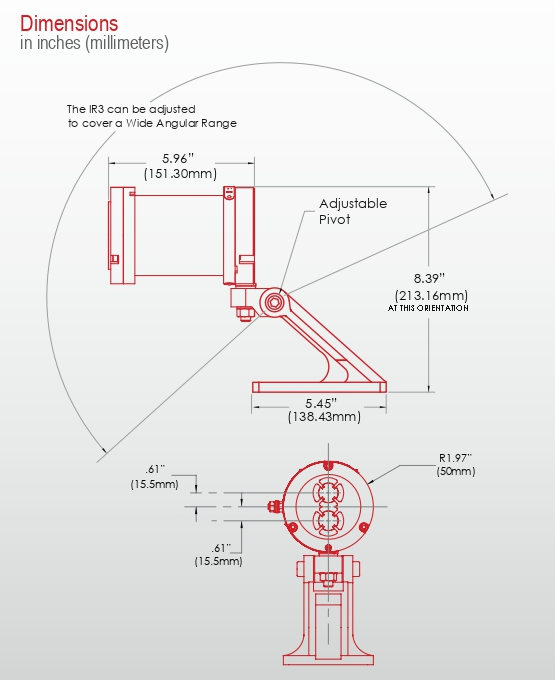 Dimensions
in inches (millimeters)
The IR3 can be adjusted
to cover a Wide Angular Range
5.96"
(151.30mm)
Adjustable
Pivot
8.39"
(213.16mm)
AT THIS ORIENTATION
5.45"
(138.43mm)
.61"
(15.5mm)
R1.97"
(50mm)
.61"
(15.5mm)